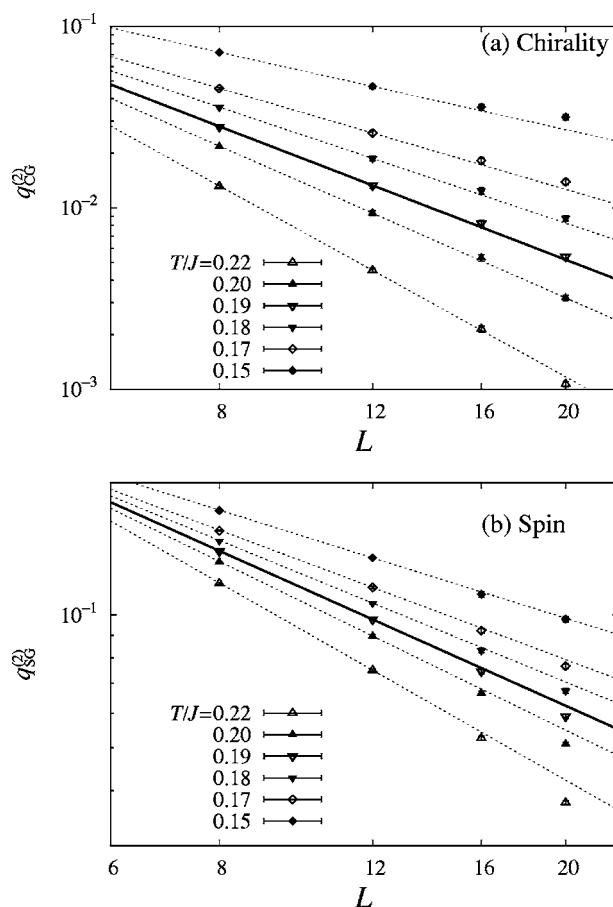 10⁻¹
(a) Chirality
q_CG^(2)
10⁻²
T/J=0.22
0.20
0.19
0.18
0.17
0.15
10⁻³
8 12 16 20
L
(b) Spin
q_SG^(2)
10⁻¹
T/J=0.22
0.20
0.19
0.18
0.17
0.15
6 8 12 16 20
L